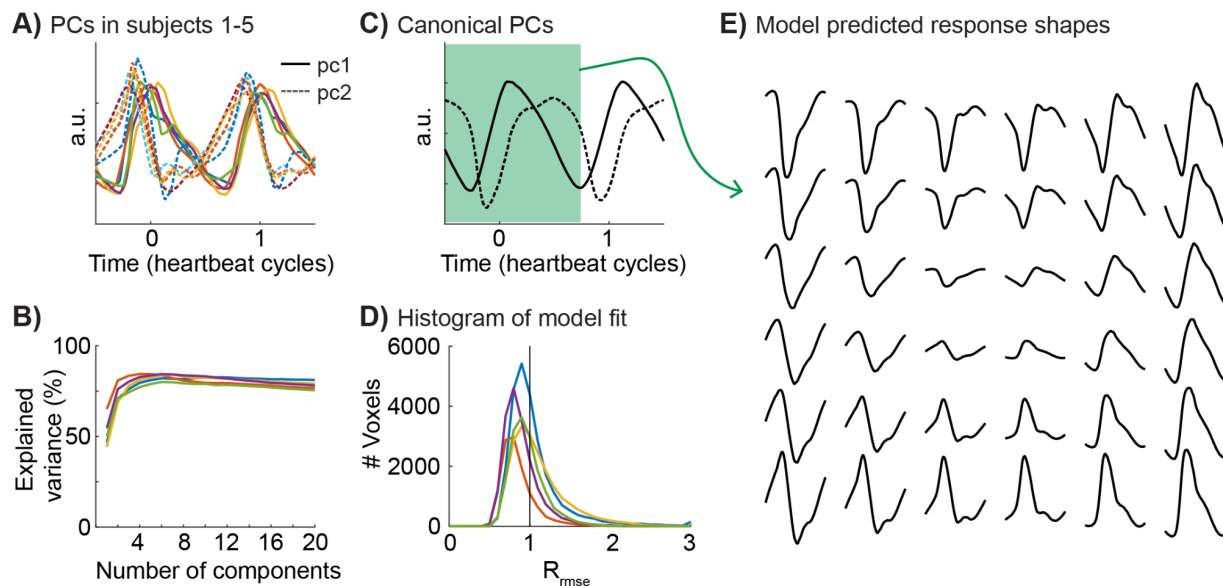 A) PCs in subjects 1-5
pc1
pc2
a.u.
0 1
Time (heartbeat cycles)
B)
100
50
0
Explained
variance (%)
4 8 12 16 20
Number of components
C) Canonical PCs
a.u.
0 1
Time (heartbeat cycles)
D) Histogram of model fit
6000
4000
2000
0
# Voxels
0 1 2 3
Rrmse
E) Model predicted response shapes